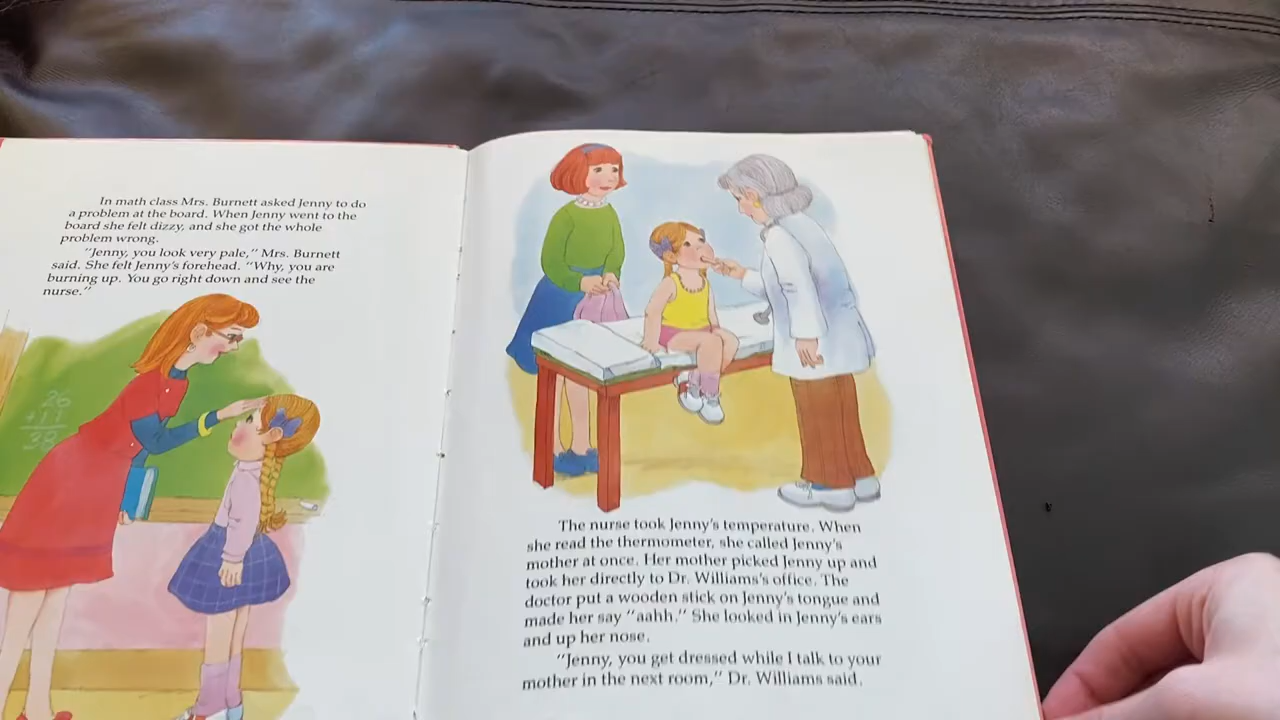 In math class Mrs. Burnett asked Jenny to do
a problem at the board. When Jenny went to the
board she felt dizzy, and she got the whole
problem wrong.
"Jenny, you look very pale," Mrs. Burnett
said. She felt Jenny's forehead. "Why, you are
burning up. You go right down and see the
nurse."
26
+11
38
The nurse took Jenny's temperature. When
she read the thermometer, she called Jenny's
mother at once. Her mother picked Jenny up and
took her directly to Dr. Williams's office. The
doctor put a wooden stick on Jenny's tongue and
made her say "aahh." She looked in Jenny's ears
and up her nose.
"Jenny, you get dressed while I talk to your
mother in the next room," Dr. Williams said.